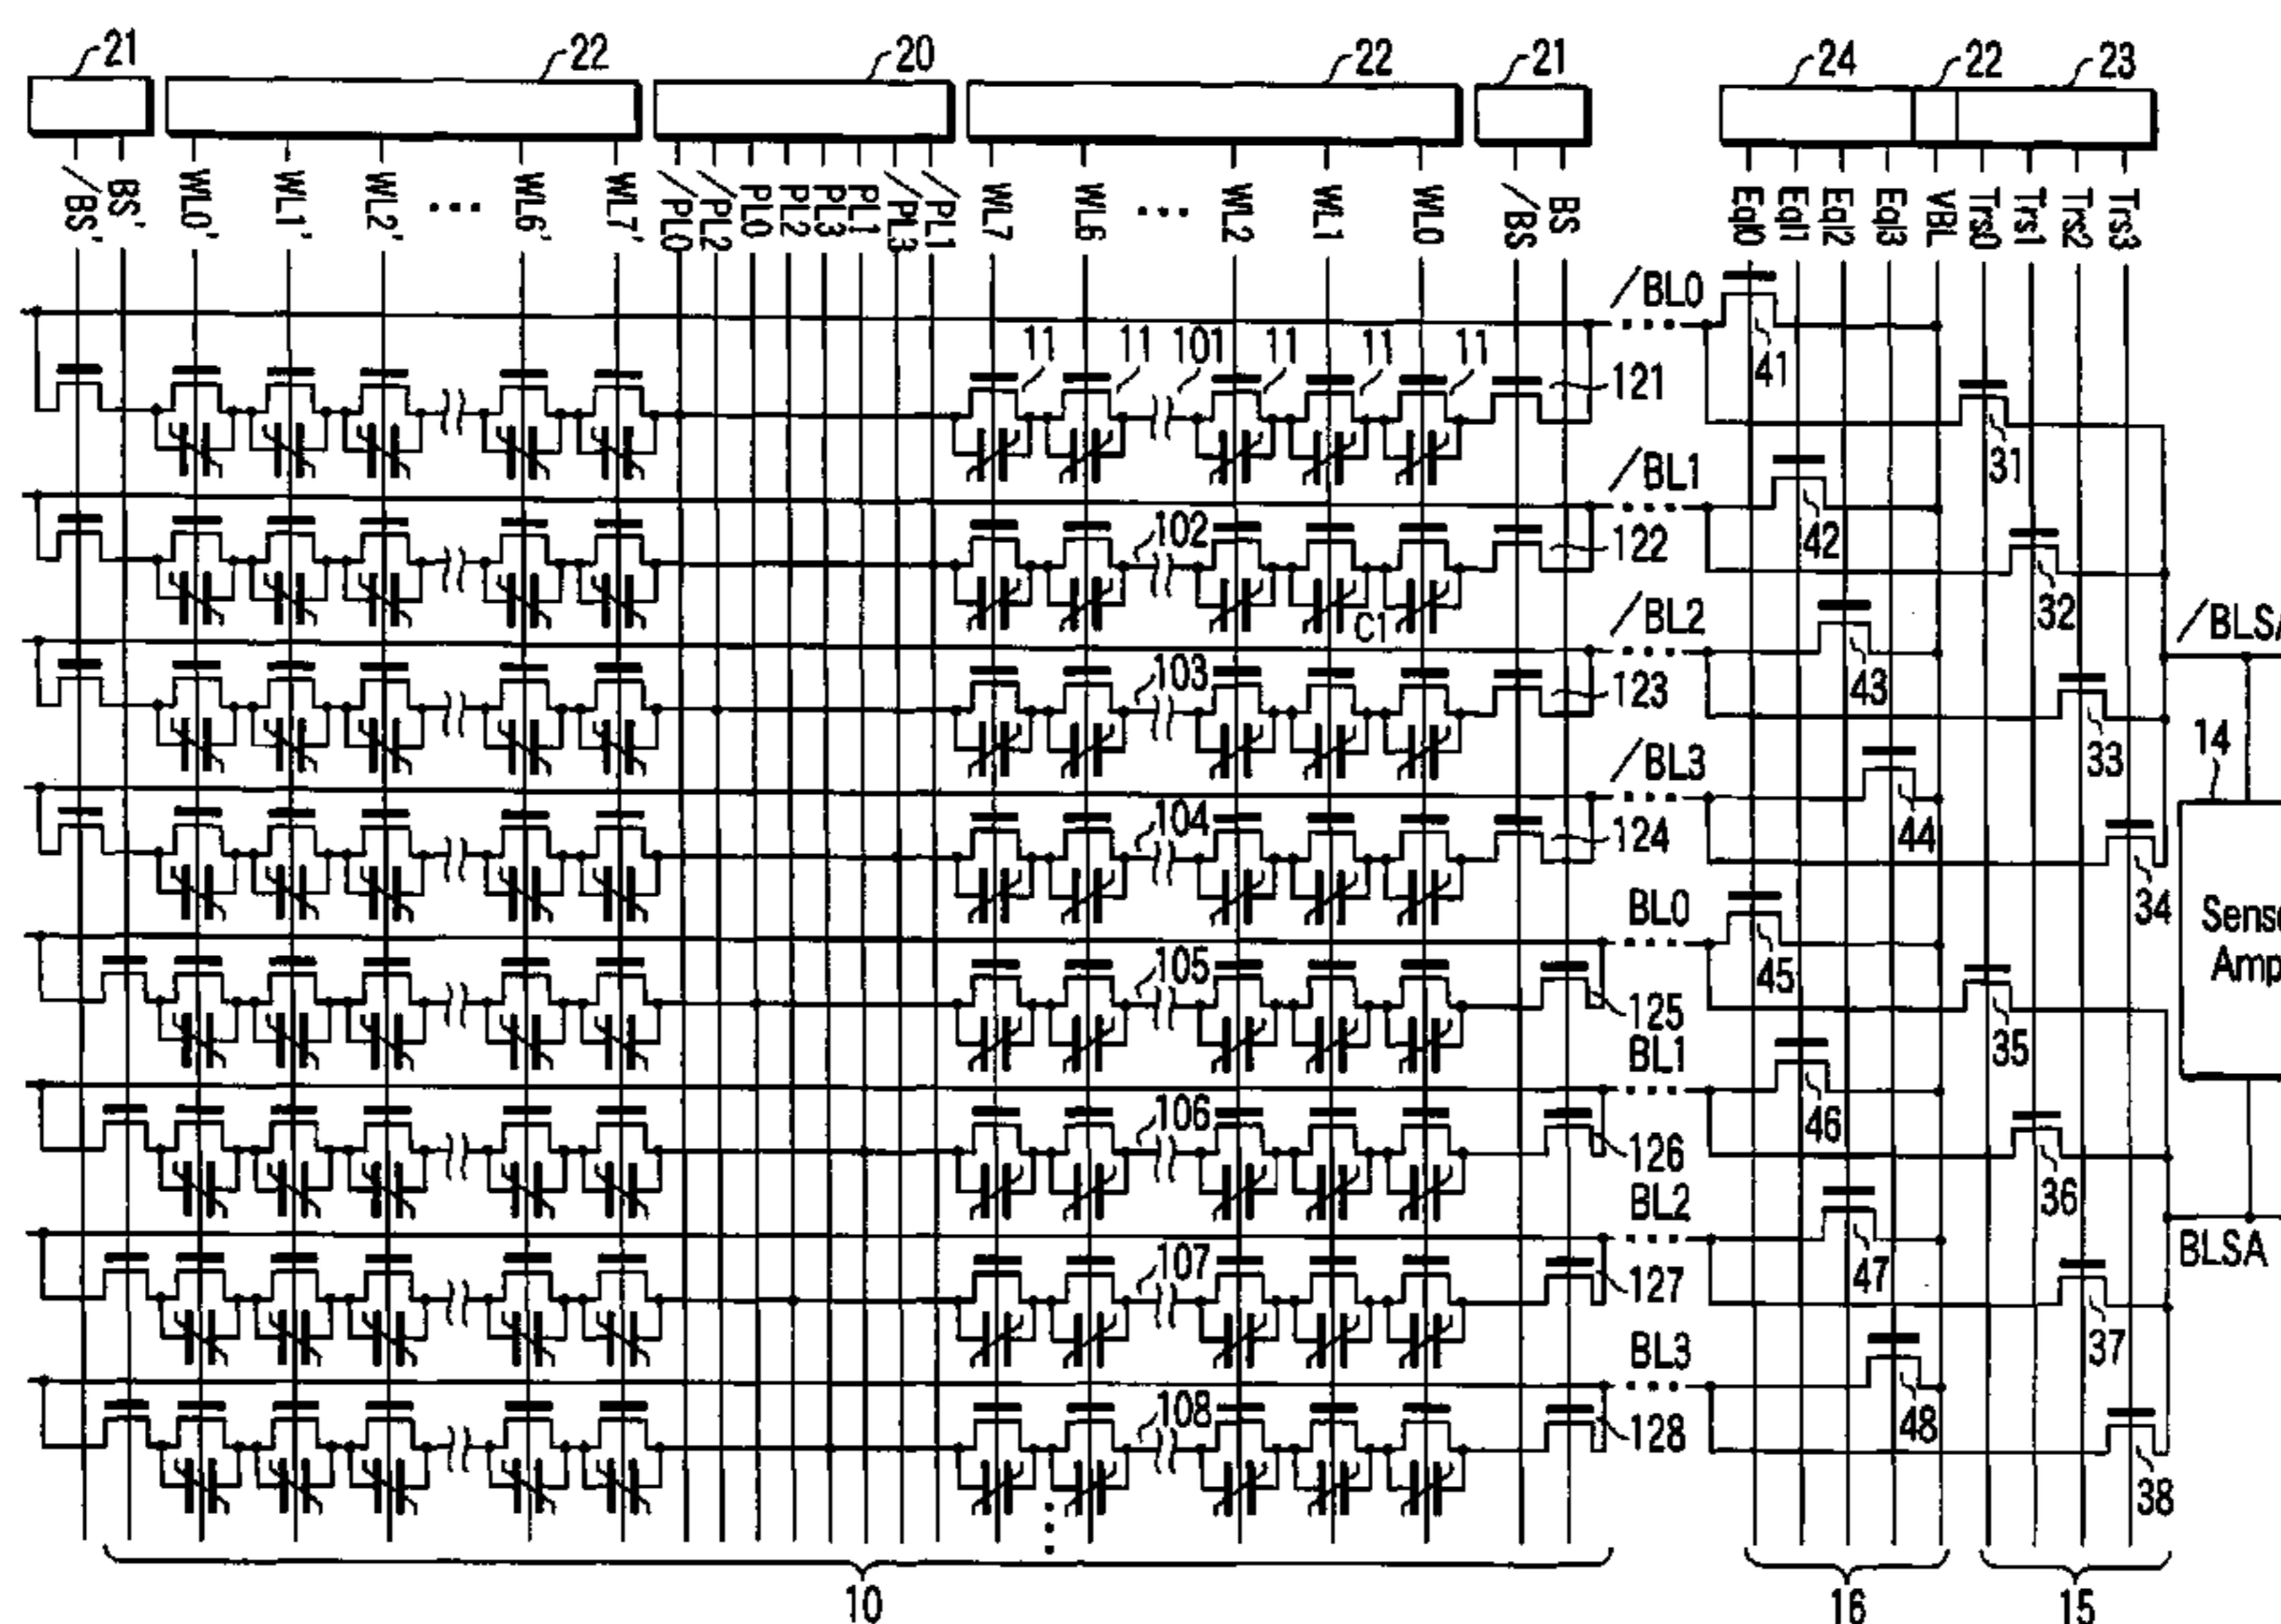 21 22 20 22 21 24 22 23
/BS' BS' WL0' WL1' WL2' ... WL6' WL7' /PL0 /PL2 PL0 PL2 PL3 PL1 /PL3 /PL1 WL7 WL6 ... WL2 WL1 WL0 /BS BS Eql0 Eql1 Eql2 Eql3 VBL Trs0 Trs1 Trs2 Trs3
/BL0
11 11 101 11 11 11
121 41
31
/BL1
102
122 42
32
C1
/BL2
/BLSA
103
123 43
33
14
/BL3
104
124 44
34
BL0
Sense
Amp
105
125 45
35
BL1
106
126 46
36
BL2
BLSA
107
127 47
37
BL3
108
128 48
38
10 16 15